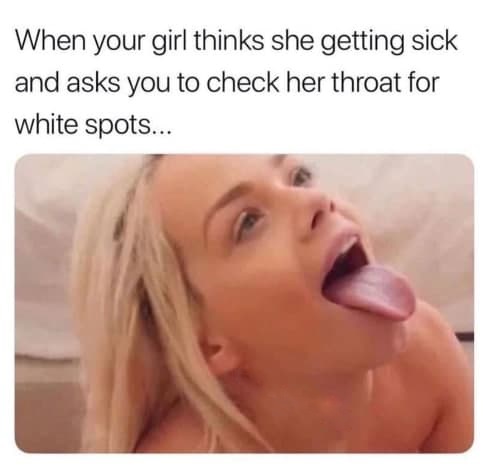 When your girl thinks she getting sick
and asks you to check her throat for
white spots...